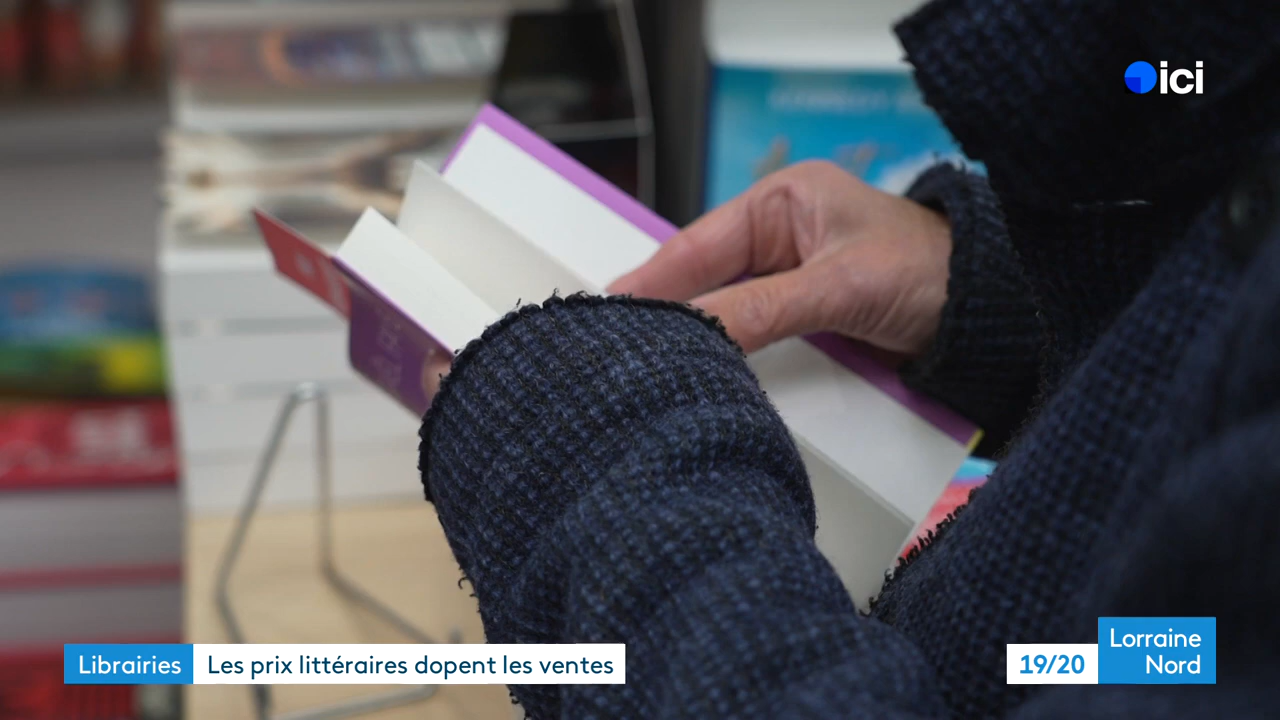 ici
Librairies
Les prix littéraires dopent les ventes
19/20
Lorraine
Nord